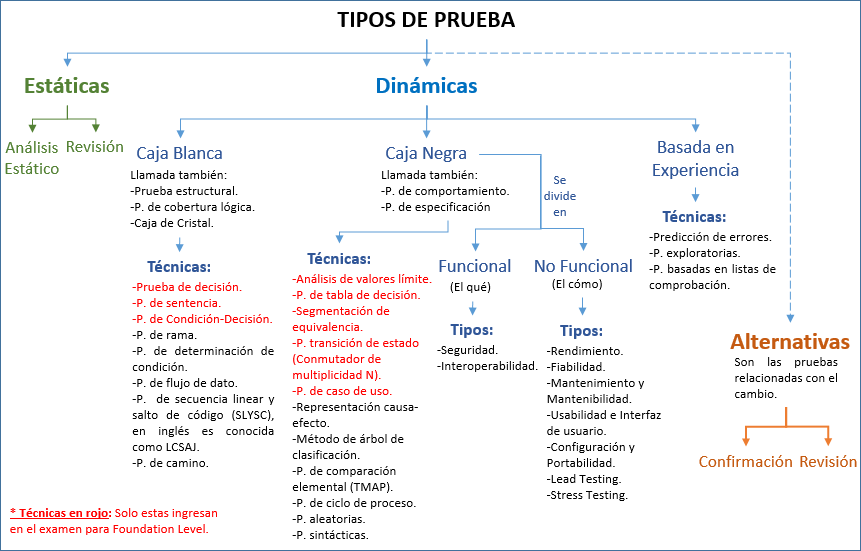 TIPOS DE PRUEBA
Estáticas
Análisis
Estático
Revisión
Dinámicas
Caja Blanca
Llamada también:
-Prueba estructural.
-P. de cobertura lógica.
-Caja de Cristal.
Técnicas:
-Prueba de decisión.
-P. de sentencia.
-P. de Condición-Decisión.
-P. de rama.
-P. de determinación de
condición.
-P. de flujo de dato.
-P. de secuencia linear y
salto de código (SLYSC),
en inglés es conocida
como LCSAJ.
-P. de camino.
Caja Negra
Llamada también:
-P. de comportamiento.
-P. de especificación
Técnicas:
-Análisis de valores límite.
-P. de tabla de decisión.
-Segmentación de
equivalencia.
-P. transición de estado
(Conmutador de
multiplicidad N).
-P. de caso de uso.
-Representación causa-
efecto.
-Método de árbol de
clasificación.
-P. de comparación
elemental (TMAP).
-P. de ciclo de proceso.
-P. aleatorias.
-P. sintácticas.
Se
divide
en
Funcional
(El qué)
Tipos:
-Seguridad.
-Interoperabilidad.
No Funcional
(El cómo)
Tipos:
-Rendimiento.
-Fiabilidad.
-Mantenimiento y
Mantenibilidad.
-Usabilidad e Interfaz
de usuario.
-Configuración y
Portabilidad.
-Lead Testing.
-Stress Testing.
Basada en
Experiencia
Técnicas:
-Predicción de errores.
-P. exploratorias.
-P. basadas en listas de
comprobación.
Alternativas
Son las pruebas
relacionadas con el
cambio.
Confirmación
Revisión
* Técnicas en rojo: Solo estas ingresan
en el examen para Foundation Level.